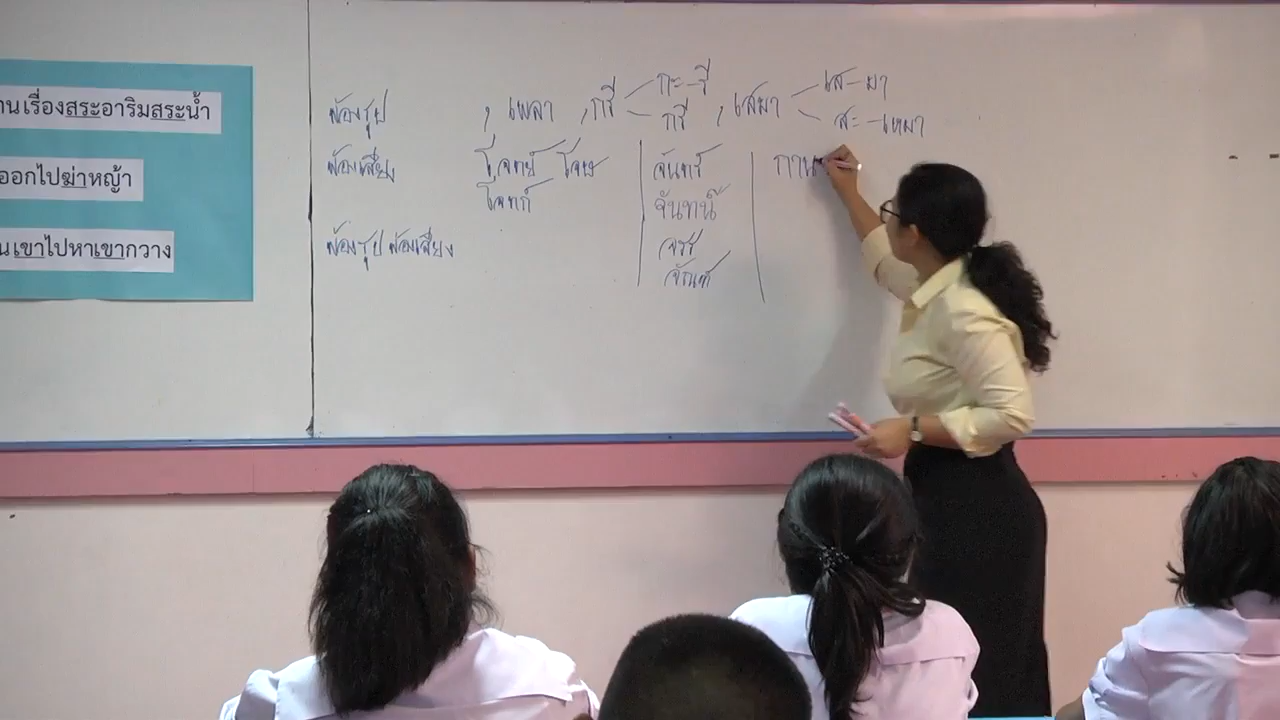 านเรื่องสระอาริมสระน้ำ
ออกไปฆ่าหญ้า
นเขาไปหาเขากวาง
พ้องรูป , เพลา , กรี กะ-รี กรี , เสมา เส-มา สะ-เหมา
พ้องเสียง โจทย์ โจษ
โจทก์
จันทร์
จันทน์
จรร
จัณฑ์
กาน
พ้องรูป พ้องเสียง